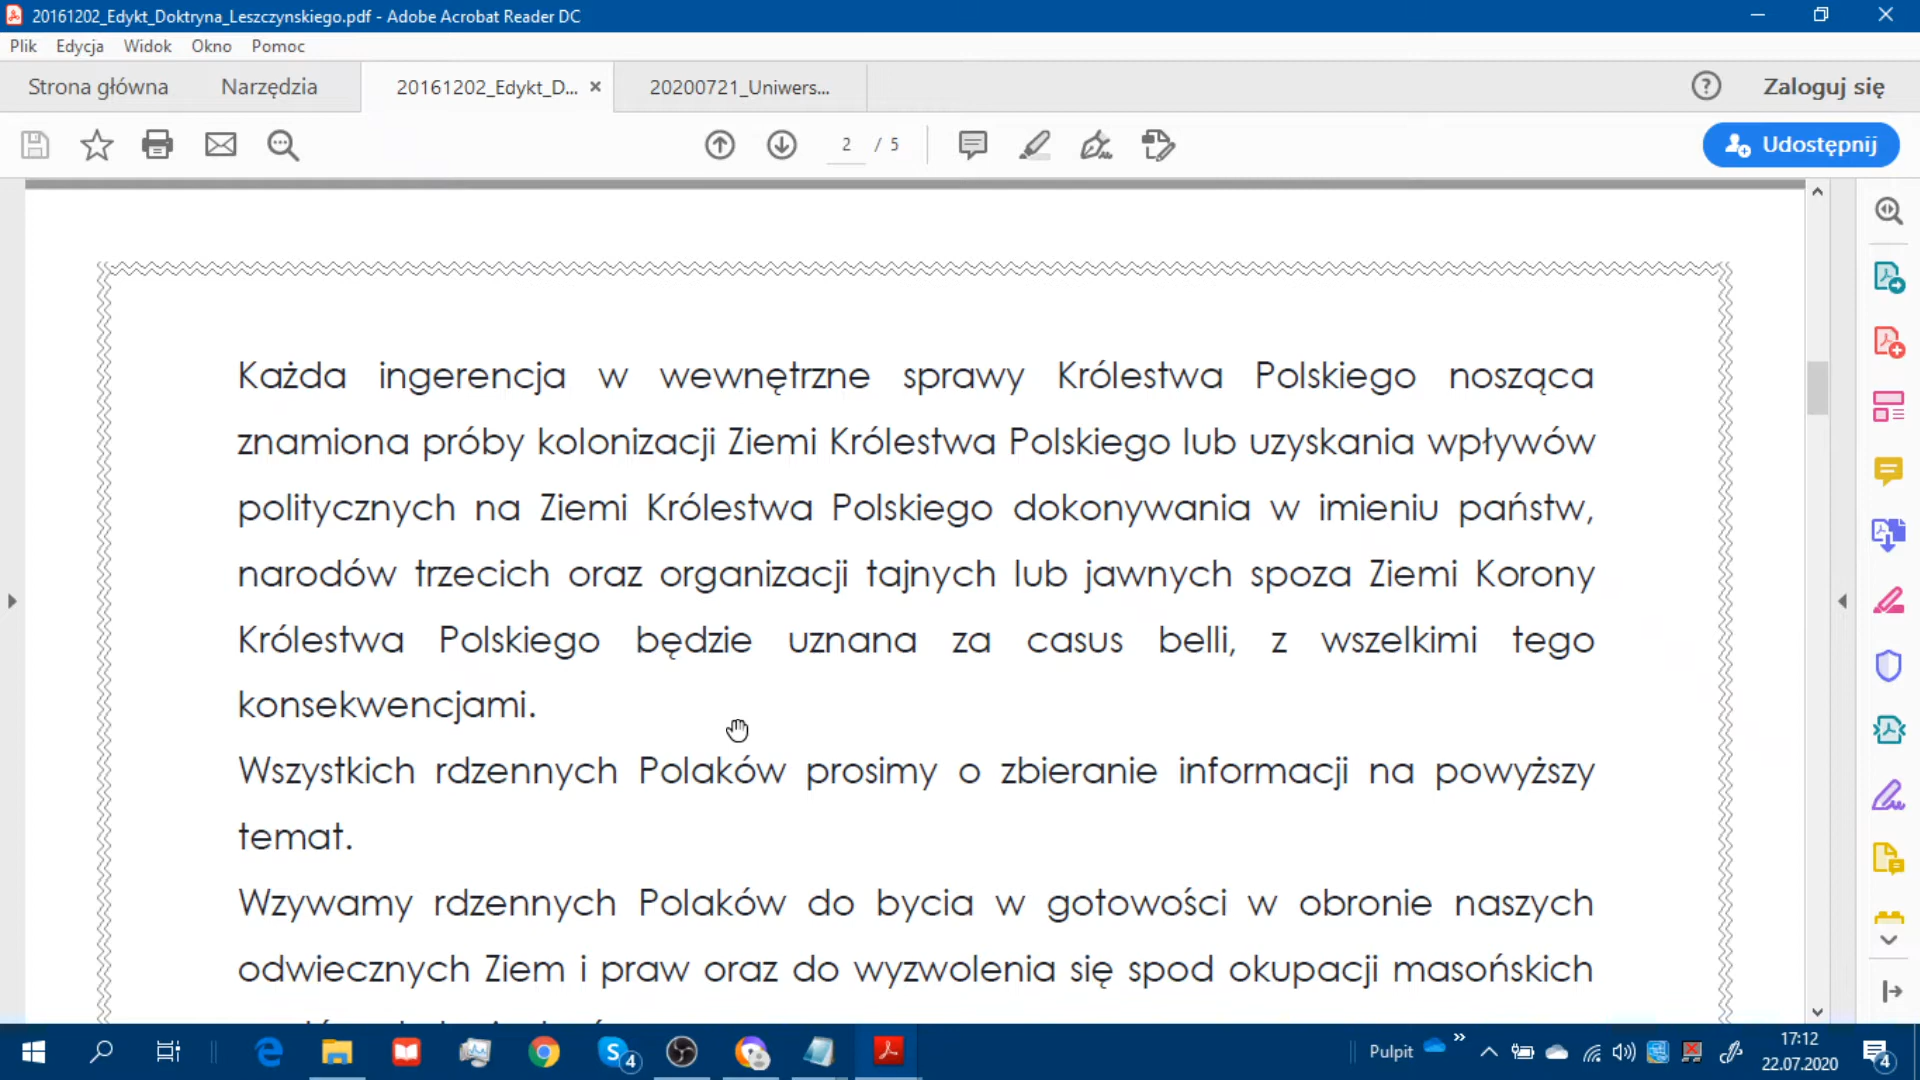 20161202_Edykt_Doktryna_Leszczynskiego.pdf - Adobe Acrobat Reader DC
Plik Edycja Widok Okno Pomoc
Strona główna Narzędzia 20161202_Edykt_D... 20200721_Uniwers... Zaloguj się
2 / 5 Udostępnij
Każda ingerencja w wewnętrzne sprawy Królestwa Polskiego nosząca
znamiona próby kolonizacji Ziemi Królestwa Polskiego lub uzyskania wpływów
politycznych na Ziemi Królestwa Polskiego dokonywania w imieniu państw,
narodów trzecich oraz organizacji tajnych lub jawnych spoza Ziemi Korony
Królestwa Polskiego będzie uznana za casus belli, z wszelkimi tego
konsekwencjami.
Wszystkich rdzennych Polaków prosimy o zbieranie informacji na powyższy
temat.
Wzywamy rdzennych Polaków do bycia w gotowości w obronie naszych
odwiecznych Ziem i praw oraz do wyzwolenia się spod okupacji masońskich
4 Pulpit 17:12
22.07.2020 4